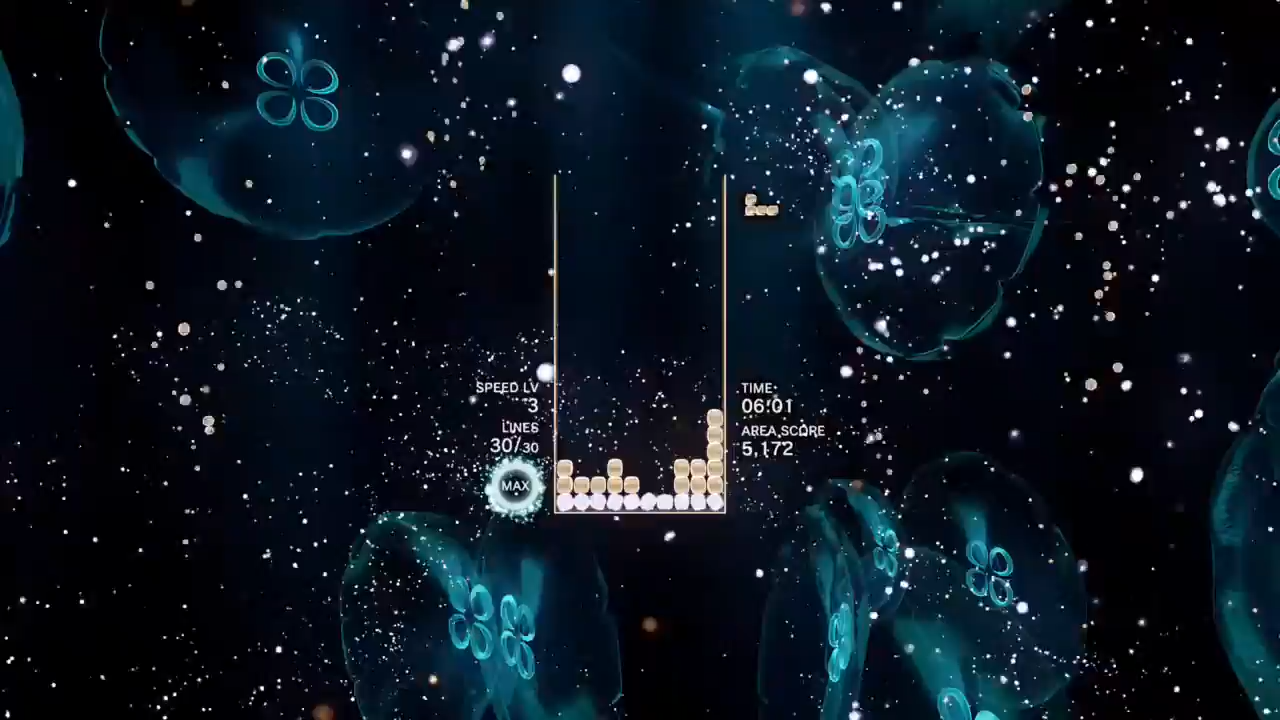 SPEED LV
3
LINES
30/30
MAX
TIME
06:01
AREA SCORE
5,172